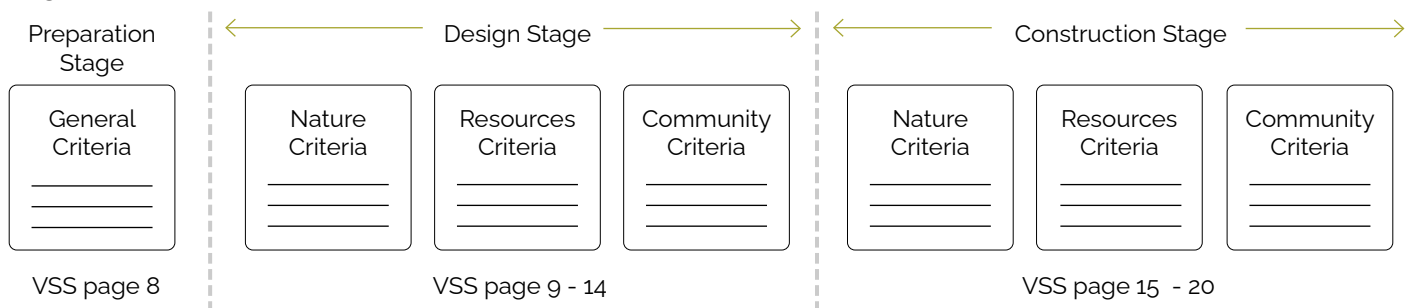 Preparation
Stage
Design Stage
Construction Stage
General
Criteria
Nature
Criteria
Resources
Criteria
Community
Criteria
Nature
Criteria
Resources
Criteria
Community
Criteria
VSS page 8
VSS page 9 - 14
VSS page 15 - 20